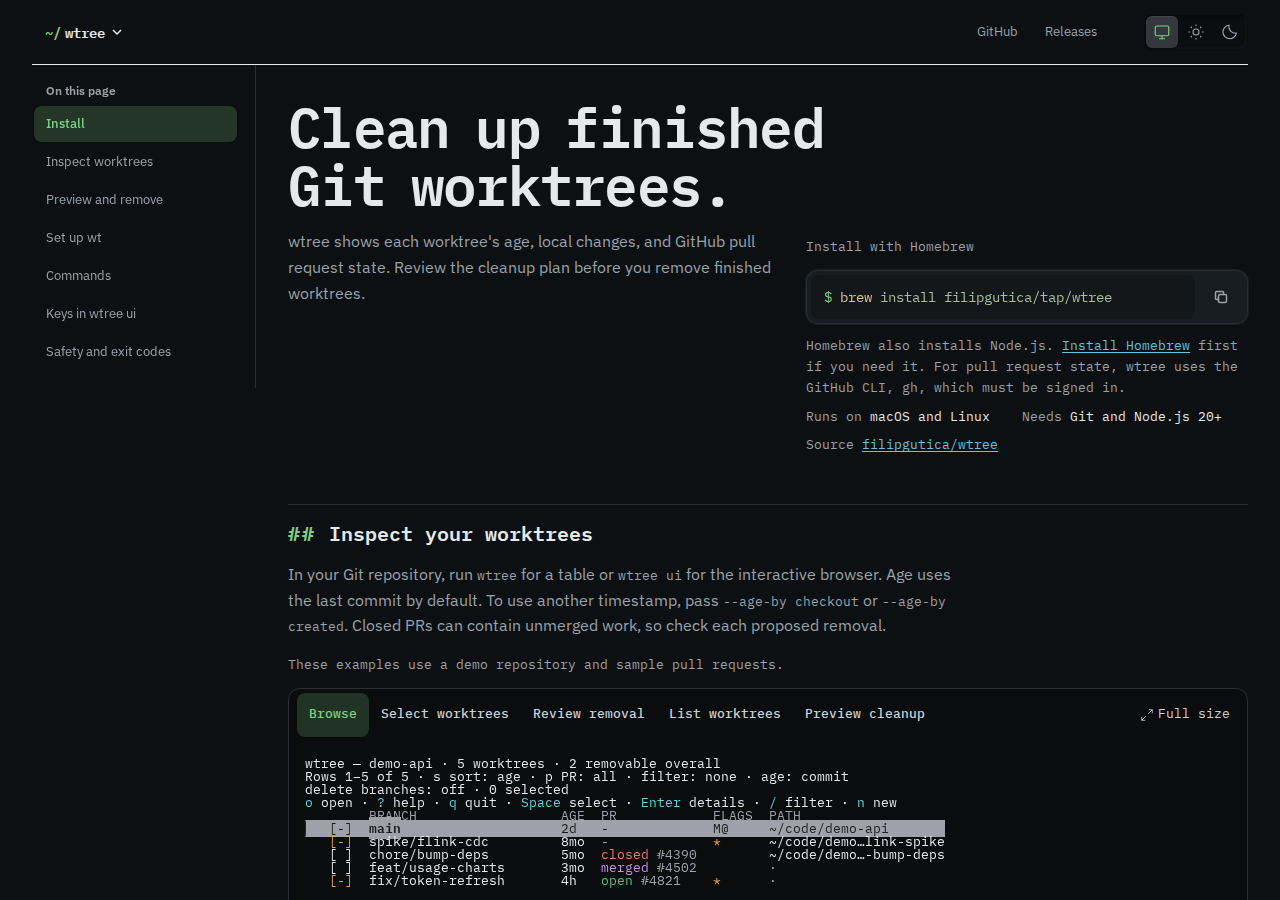 ~/ wtree
GitHub
Releases
On this page
Install
Inspect worktrees
Preview and remove
Set up wt
Commands
Keys in wtree ui
Safety and exit codes
Clean up finished
Git worktrees.
wtree shows each worktree's age, local changes, and GitHub pull
request state. Review the cleanup plan before you remove finished
worktrees.
Install with Homebrew
$ brew install filipgutica/tap/wtree
Homebrew also installs Node.js. Install Homebrew first
if you need it. For pull request state, wtree uses the
GitHub CLI, gh, which must be signed in.
Runs on macOS and Linux Needs Git and Node.js 20+
Source filipgutica/wtree
## Inspect your worktrees
In your Git repository, run wtree for a table or wtree ui for the interactive browser. Age uses
the last commit by default. To use another timestamp, pass --age-by checkout or --age-by
created. Closed PRs can contain unmerged work, so check each proposed removal.
These examples use a demo repository and sample pull requests.
Browse Select worktrees Review removal List worktrees Preview cleanup Full size
wtree — demo-api · 5 worktrees · 2 removable overall
Rows 1–5 of 5 · s sort: age · p PR: all · filter: none · age: commit
delete branches: off · 0 selected
o open · ? help · q quit · Space select · Enter details · / filter · n new
BRANCH AGE PR FLAGS PATH
[-] main 2d - M@ ~/code/demo-api
[-] spike/flink-cdc 8mo - * ~/code/demo…link-spike
[ ] chore/bump-deps 5mo closed #4390 ~/code/demo…-bump-deps
[ ] feat/usage-charts 3mo merged #4502 ·
[-] fix/token-refresh 4h open #4821 * ·